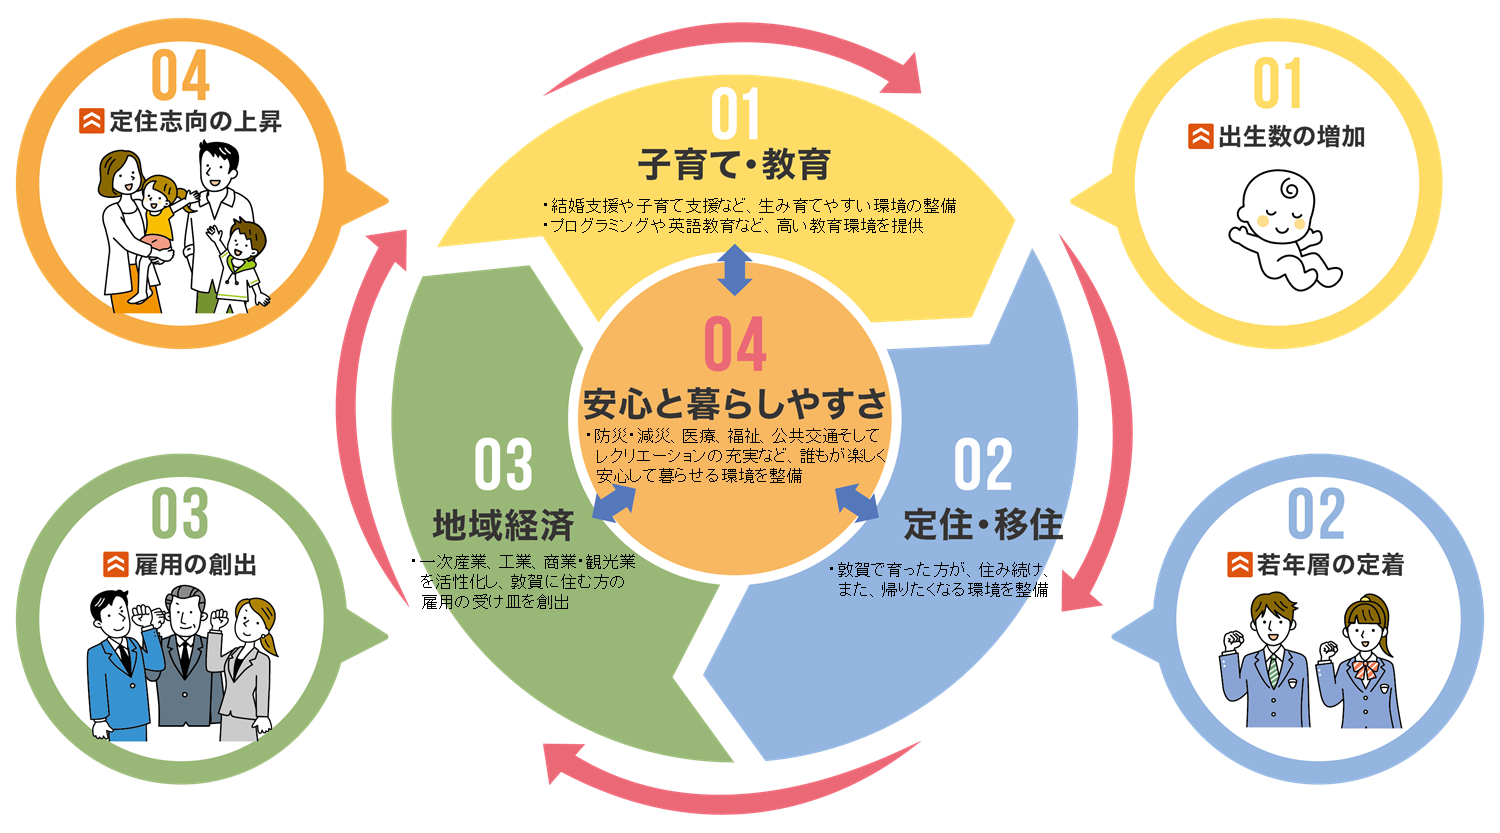 04
定住志向の上昇
01
子育て・教育
・結婚支援や子育て支援など、生み育てやすい環境の整備
・プログラミングや英語教育など、高い教育環境を提供
01
出生数の増加
04
安心と暮らしやすさ
・防災・減災、医療、福祉、公共交通そして
レクリエーションの充実など、誰もが楽しく
安心して暮らせる環境を整備
03
地域経済
・一次産業、工業、商業・観光業
を活性化し、敦賀に住む方の
雇用の受け皿を創出
02
定住・移住
・敦賀で育った方が、住み続け、
また、帰りたくなる環境を整備
03
雇用の創出
02
若年層の定着